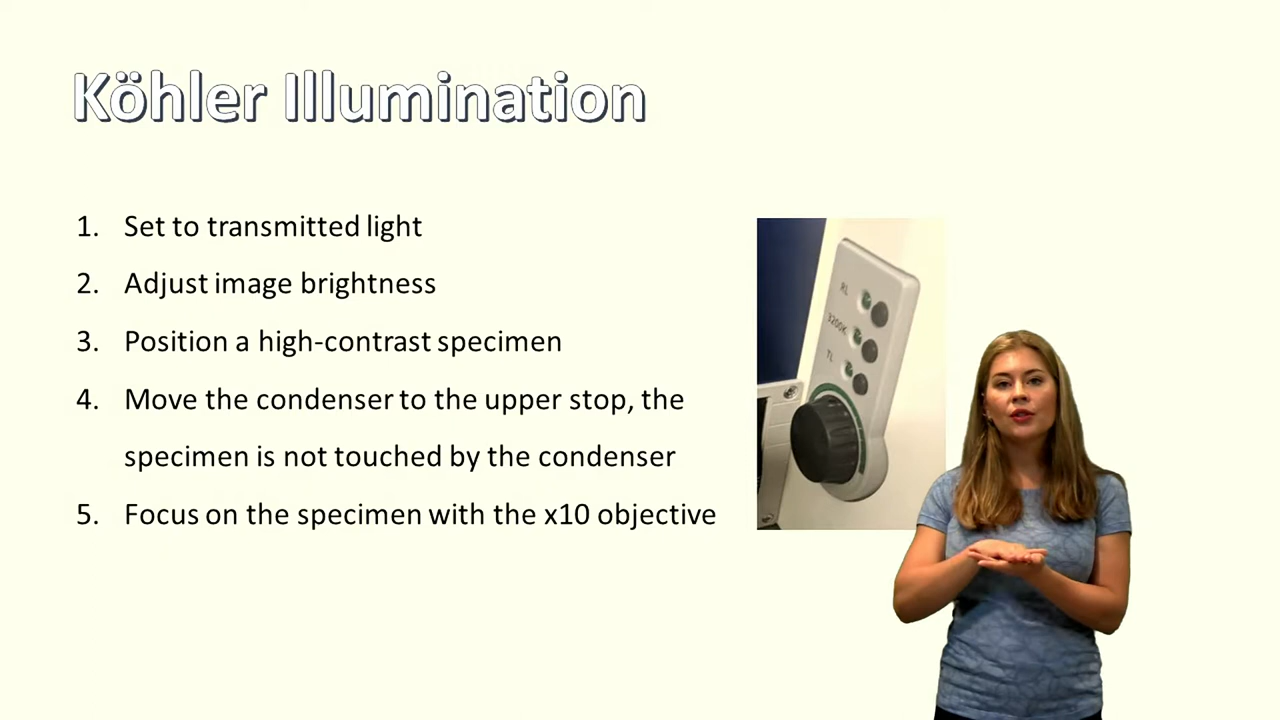 Köhler Illumination
1. Set to transmitted light
2. Adjust image brightness
3. Position a high-contrast specimen
4. Move the condenser to the upper stop, the
specimen is not touched by the condenser
5. Focus on the specimen with the x10 objective
RL
3200K
TL